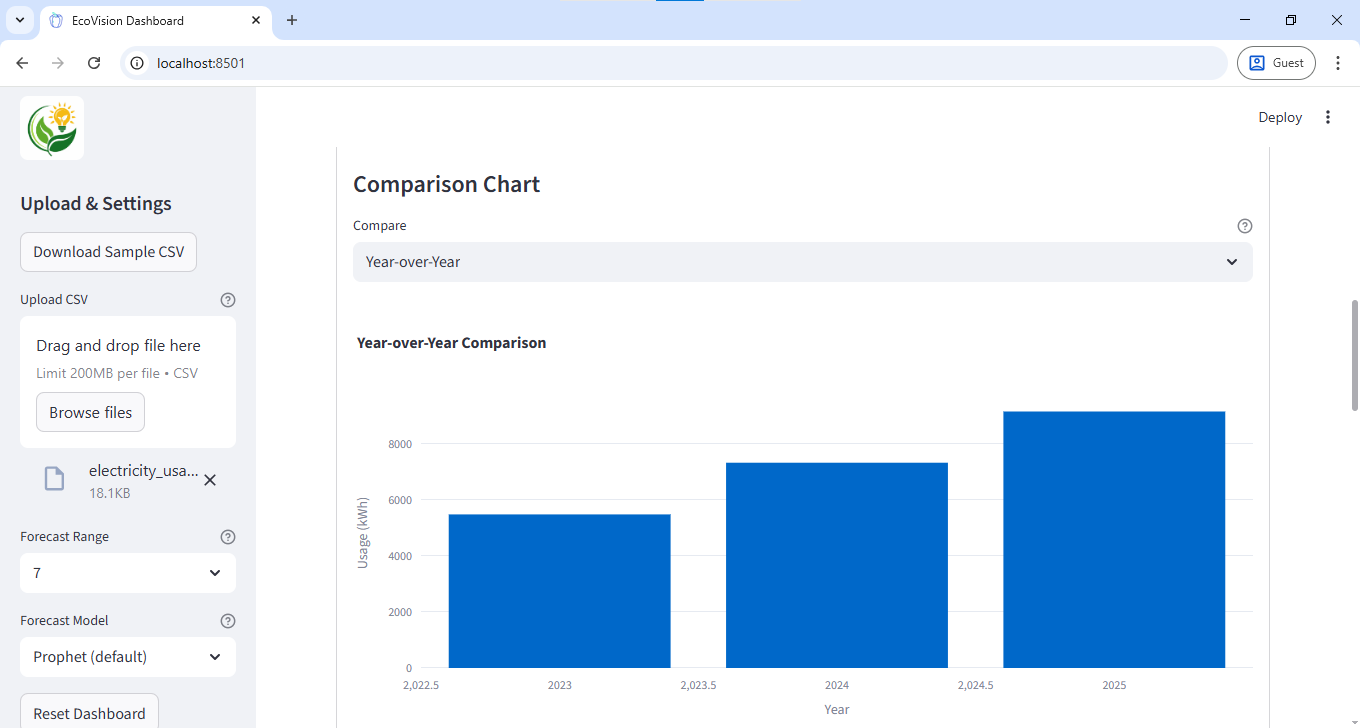 EcoVision Dashboard
localhost:8501
Guest
Deploy
Upload & Settings
Download Sample CSV
Upload CSV
Drag and drop file here
Limit 200MB per file • CSV
Browse files
electricity_usa...
18.1KB
Forecast Range
7
Forecast Model
Prophet (default)
Reset Dashboard
Comparison Chart
Compare
Year-over-Year
Year-over-Year Comparison
Usage (kWh)
8000
6000
4000
2000
0
2,022.5 2023 2,023.5 2024 2,024.5 2025
Year